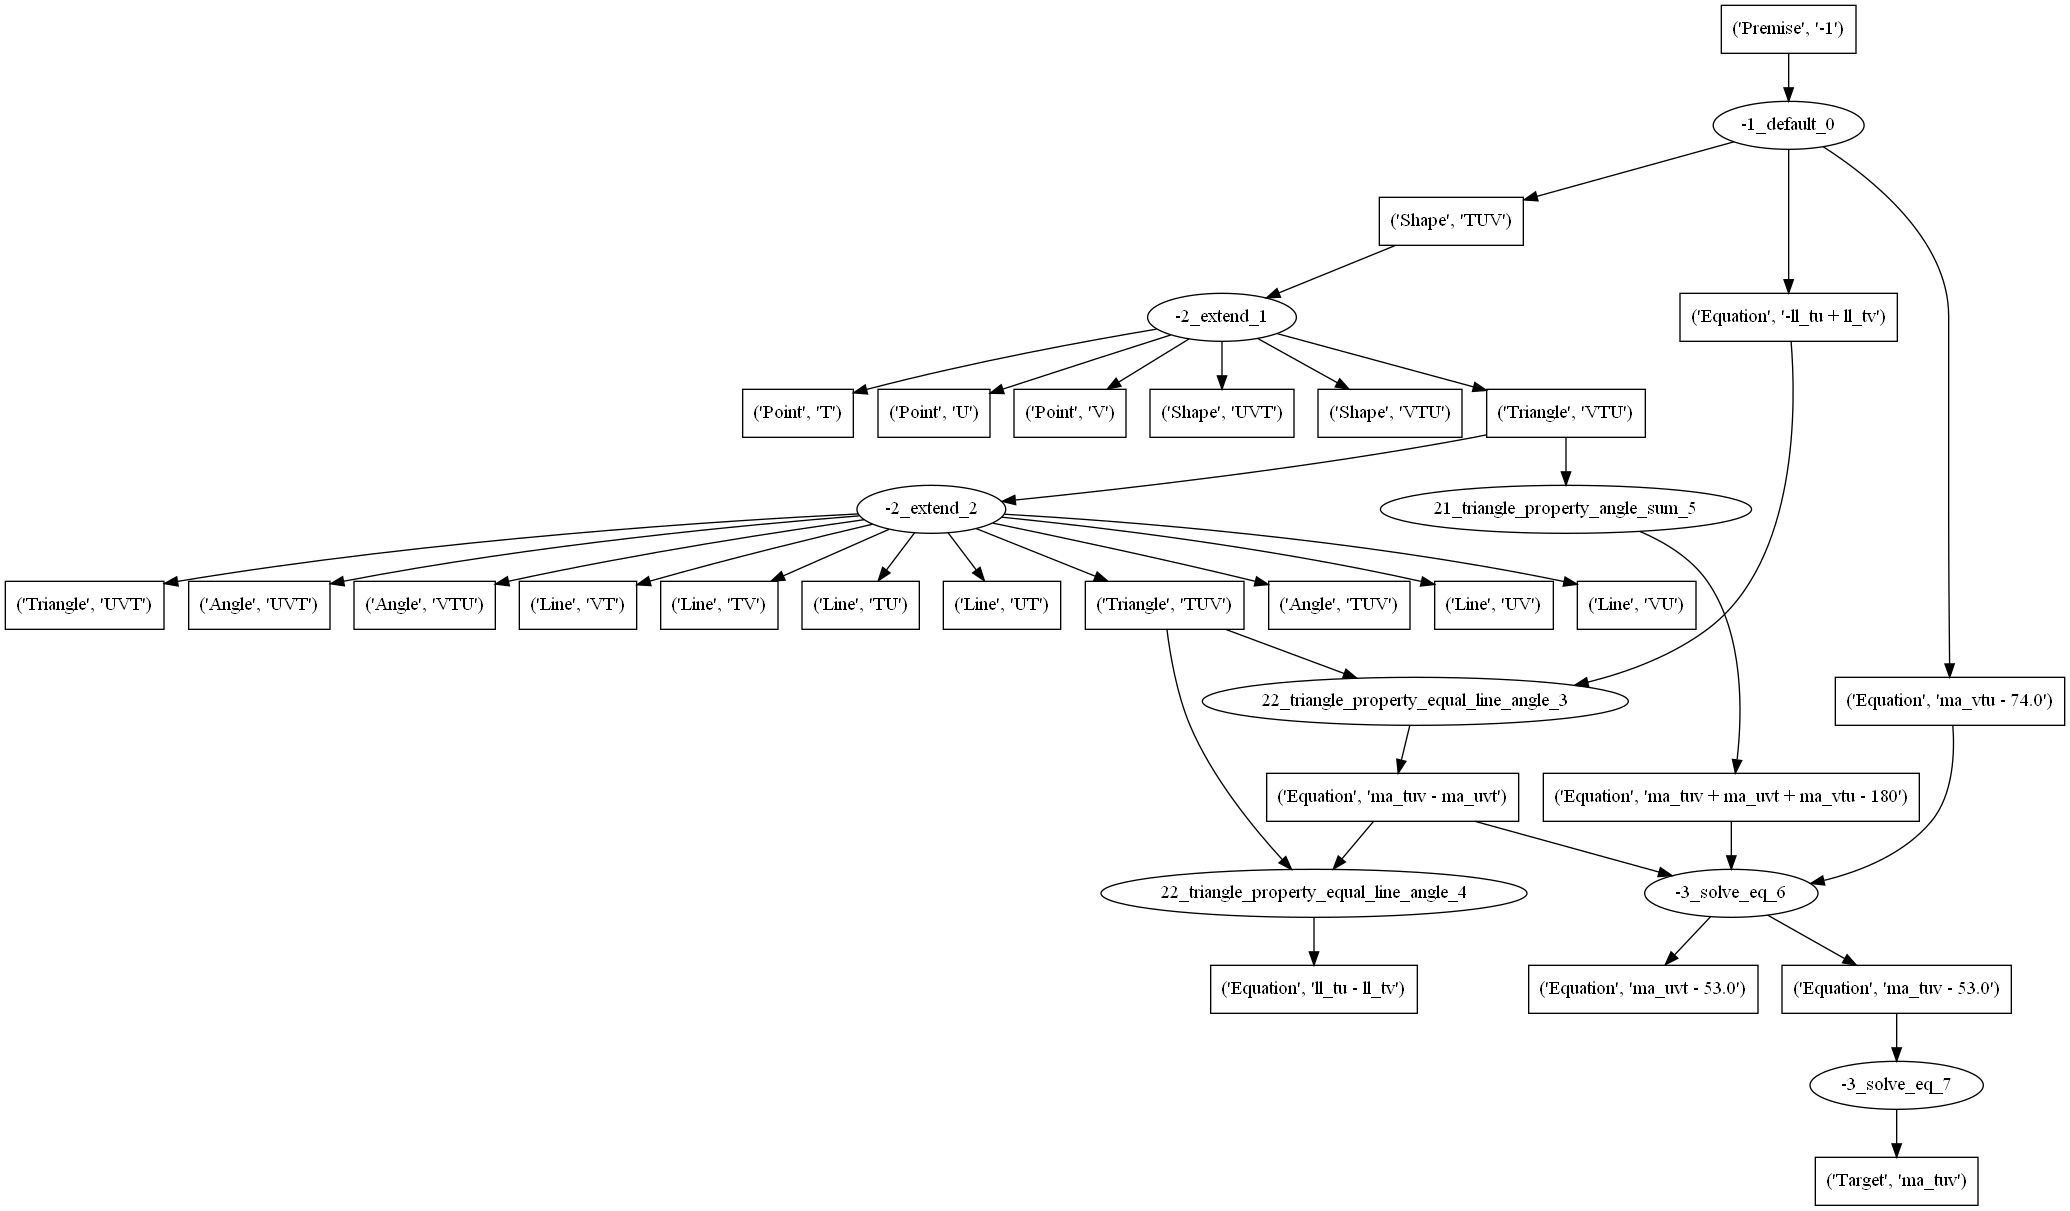 ('Premise', '-1')
-1_default_0
('Shape', 'TUV')
-2_extend_1
('Equation', '-ll_tu + ll_tv')
('Point', 'T')
('Point', 'U')
('Point', 'V')
('Shape', 'UVT')
('Shape', 'VTU')
('Triangle', 'VTU')
-2_extend_2
21_triangle_property_angle_sum_5
('Triangle', 'UVT')
('Angle', 'UVT')
('Angle', 'VTU')
('Line', 'VT')
('Line', 'TV')
('Line', 'TU')
('Line', 'UT')
('Triangle', 'TUV')
('Angle', 'TUV')
('Line', 'UV')
('Line', 'VU')
22_triangle_property_equal_line_angle_3
('Equation', 'ma_vtu - 74.0')
('Equation', 'ma_tuv - ma_uvt')
('Equation', 'ma_tuv + ma_uvt + ma_vtu - 180')
22_triangle_property_equal_line_angle_4
-3_solve_eq_6
('Equation', 'll_tu - ll_tv')
('Equation', 'ma_uvt - 53.0')
('Equation', 'ma_tuv - 53.0')
-3_solve_eq_7
('Target', 'ma_tuv')